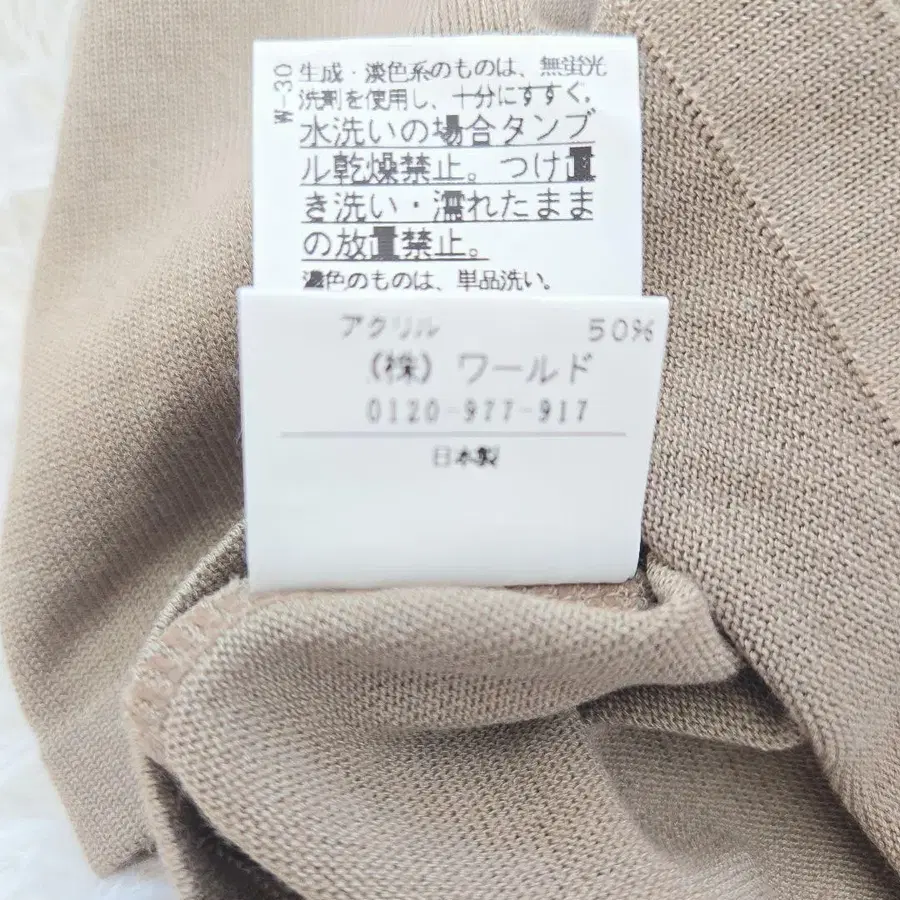 W-30
生成・淡色系のものは、無蛍光
洗剤を使用し、十分にすすぐ。
水洗いの場合タンブ
ル乾燥禁止。つけ置
き洗い・濡れたまま
の放置禁止。
濃色のものは、単品洗い。
アクリル 50%
(株) ワールド
0120-977-917
日本製